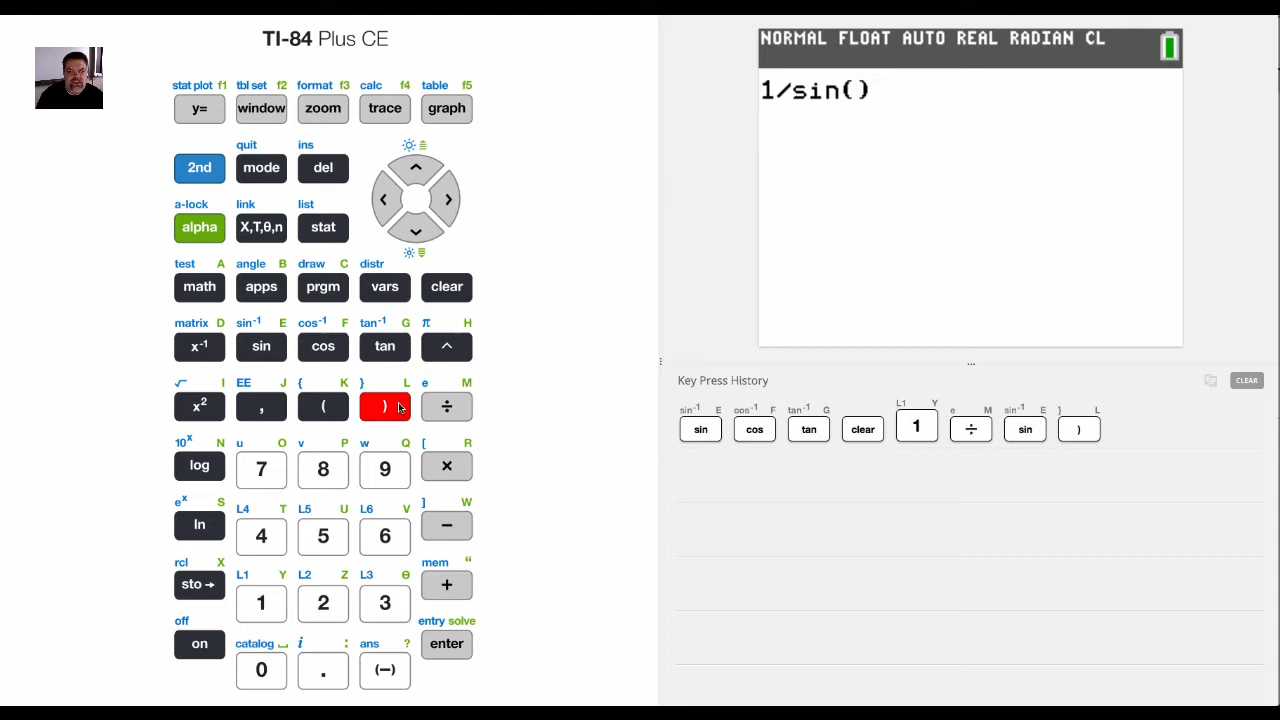 TI-84 Plus CE
stat plot f1 tbl set f2 format f3 calc f4 table f5
y= window zoom trace graph
quit ins
2nd mode del
a-lock link list
alpha X,T,θ,n stat
test A angle B draw C distr
math apps prgm vars clear
matrix D sin⁻¹ E cos⁻¹ F tan⁻¹ G π H
x⁻¹ sin cos tan ^
√ I EE J { K } L e M
x² , ( ) ÷
10ˣ N u O v P w Q [ R
log 7 8 9 ×
eˣ S L4 T L5 U L6 V ] W
ln 4 5 6 −
rcl X L1 Y L2 Z L3 θ mem “
sto→ 1 2 3 +
off catalog ⎵ i : ans ? entry solve
on 0 . (−) enter
NORMAL FLOAT AUTO REAL RADIAN CL
1/sin()
Key Press History
CLEAR
sin⁻¹ E cos⁻¹ F tan⁻¹ G L1 Y e M sin⁻¹ E } L
sin cos tan clear 1 ÷ sin )